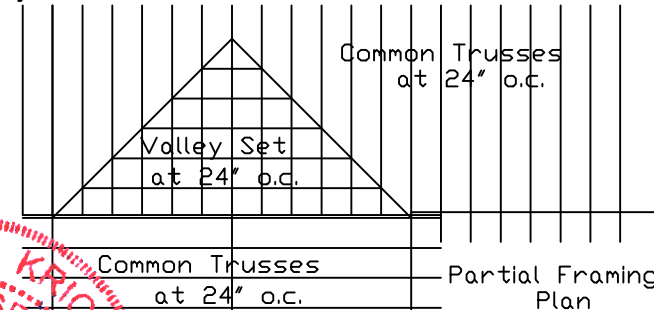 Common Trusses
at 24" o.c.
Valley Set
at 24" o.c.
Common Trusses
at 24" o.c.
Partial Framing
Plan